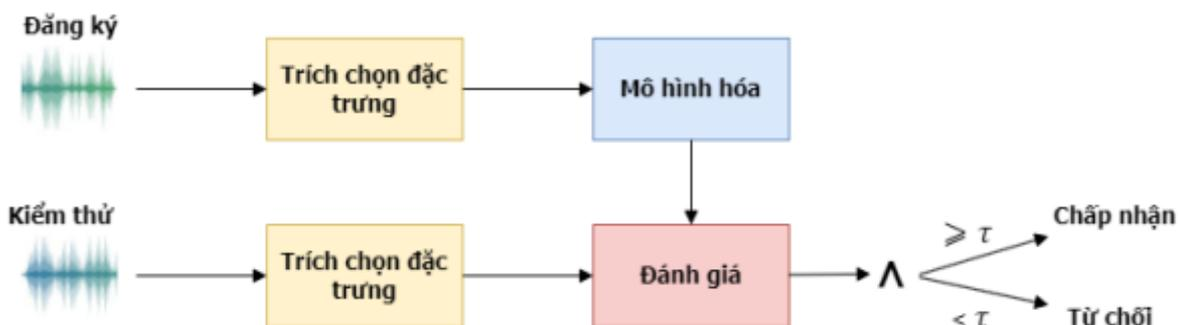 Đăng ký
Trích chọn đặc
trưng
Mô hình hóa
Kiểm thử
Trích chọn đặc
trưng
Đánh giá
Λ
⩾ τ
Chấp nhận
< τ
Từ chối